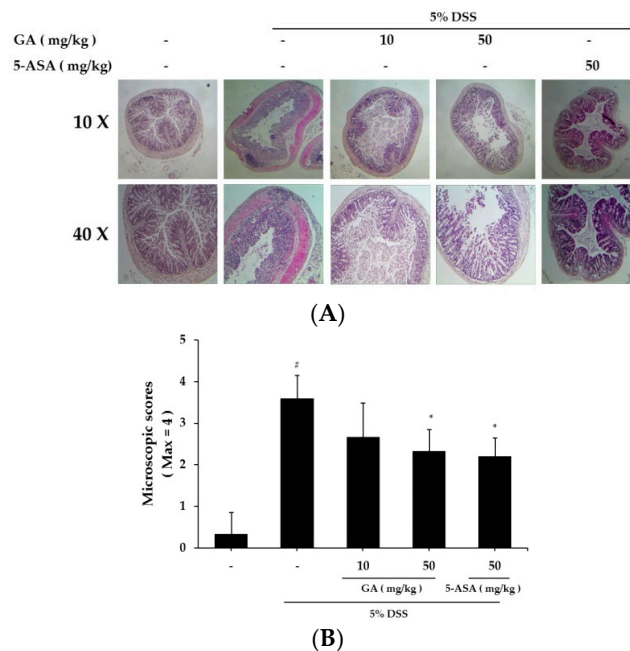 5% DSS
GA ( mg/kg ) - - 10 50 -
5-ASA ( mg/kg) - - - - 50
10 X
40 X
(A)
Microscopic scores
( Max = 4 )
5
4
3
2
1
0
#
*
*
- - 10 50 50
GA ( mg/kg ) 5-ASA ( mg/kg )
5% DSS
(B)